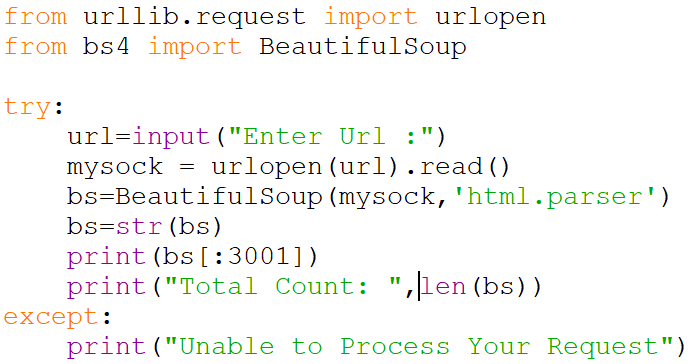 from urllib.request import urlopen
from bs4 import BeautifulSoup

try:
    url=input("Enter Url :")
    mysock = urlopen(url).read()
    bs=BeautifulSoup(mysock,'html.parser')
    bs=str(bs)
    print(bs[:3001])
    print("Total Count: ",len(bs))
except:
    print("Unable to Process Your Request")